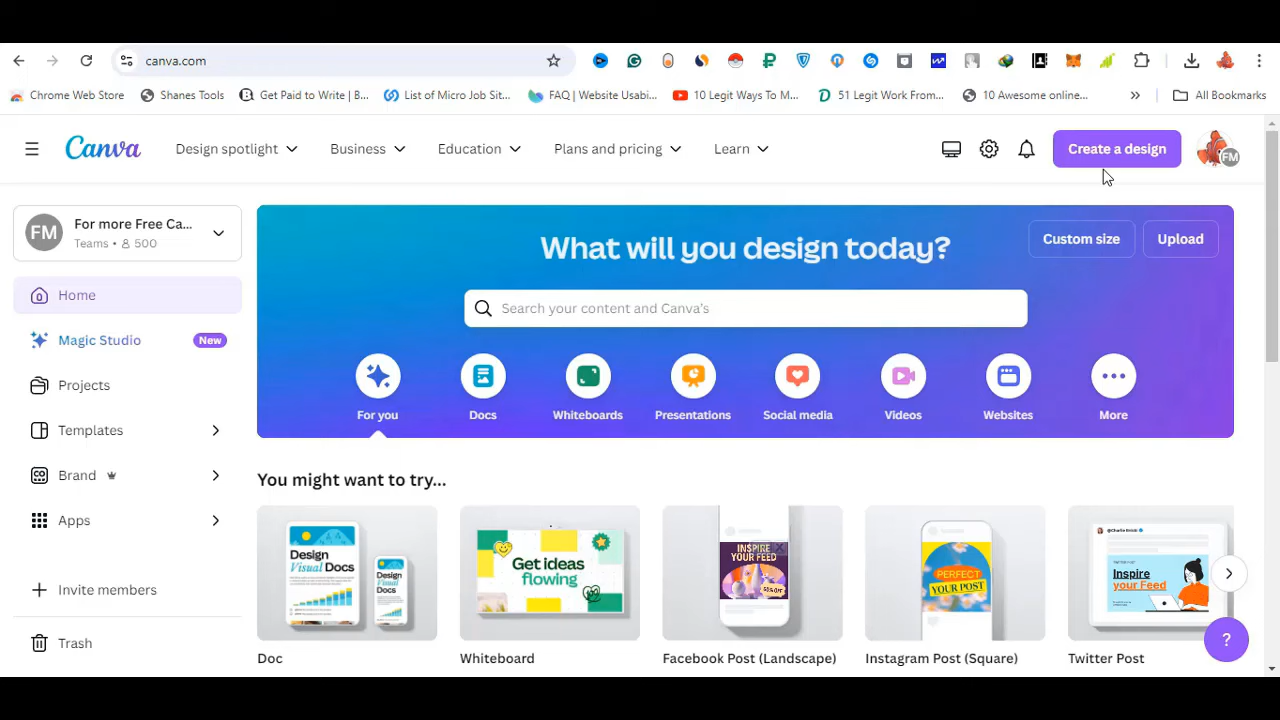 canva.com
Chrome Web Store
Shanes Tools
Get Paid to Write | B...
List of Micro Job Sit...
FAQ | Website Usabi...
10 Legit Ways To M...
51 Legit Work From...
10 Awesome online...
All Bookmarks
Canva
Design spotlight
Business
Education
Plans and pricing
Learn
Create a design
FM
FM
For more Free Ca...
Teams • 500
Home
Magic Studio
New
Projects
Templates
Brand
Apps
Invite members
Trash
What will you design today?
Custom size
Upload
Search your content and Canva's
For you
Docs
Whiteboards
Presentations
Social media
Videos
Websites
More
You might want to try...
Design
Visual Docs
Design
Visual Docs
Get ideas
flowing
INSPIRE
YOUR FEED
PERFECT
YOUR POST
Inspire
your Feed
Doc
Whiteboard
Facebook Post (Landscape)
Instagram Post (Square)
Twitter Post
?